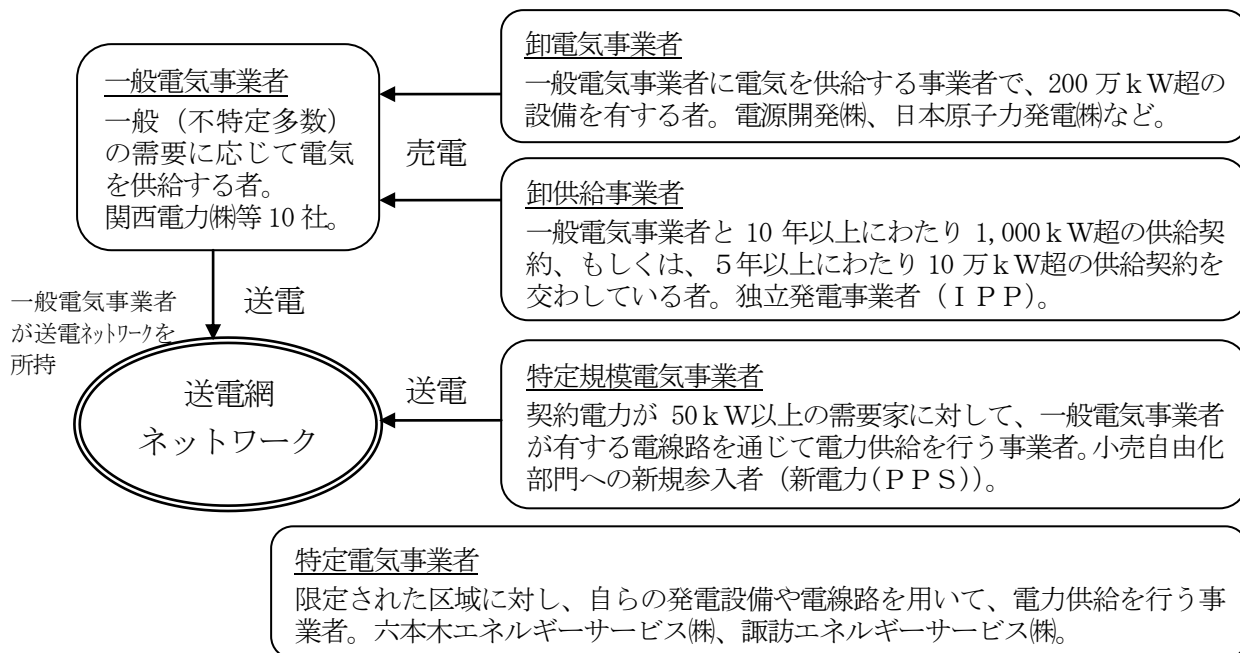 一般電気事業者
一般（不特定多数）
の需要に応じて電気
を供給する者。
関西電力㈱等 10 社。
売電
卸電気事業者
一般電気事業者に電気を供給する事業者で、200 万ｋＷ超の
設備を有する者。電源開発㈱、日本原子力発電㈱など。
卸供給事業者
一般電気事業者と 10 年以上にわたり 1,000ｋＷ超の供給契
約、もしくは、５年以上にわたり 10 万ｋＷ超の供給契約を
交わしている者。独立発電事業者（ＩＰＰ）。
一般電気事業者
が送電ﾈｯﾄﾜｰｸを
所持
送電
送電網
ネットワーク
送電
特定規模電気事業者
契約電力が 50ｋＷ以上の需要家に対して、一般電気事業者
が有する電線路を通じて電力供給を行う事業者。小売自由化
部門への新規参入者（新電力(ＰＰＳ)）。
特定電気事業者
限定された区域に対し、自らの発電設備や電線路を用いて、電力供給を行う事
業者。六本木エネルギーサービス㈱、諏訪エネルギーサービス㈱。